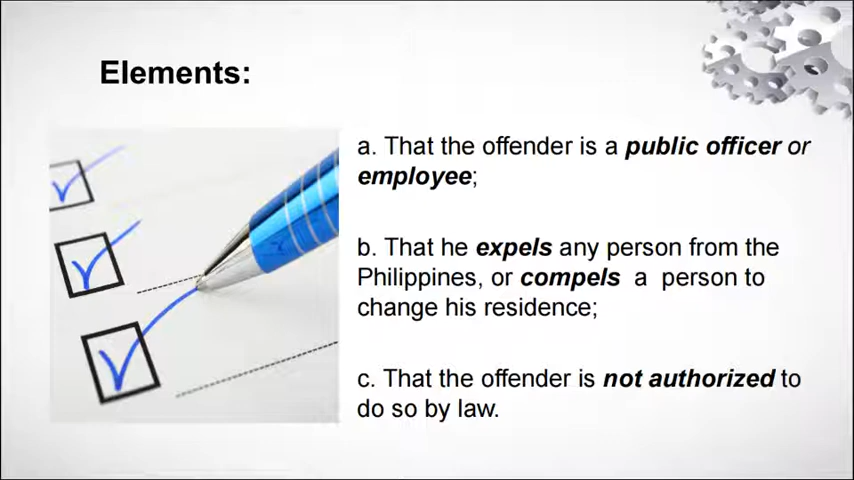 Elements:
a. That the offender is a public officer or
employee;
b. That he expels any person from the
Philippines, or compels a person to
change his residence;
c. That the offender is not authorized to
do so by law.